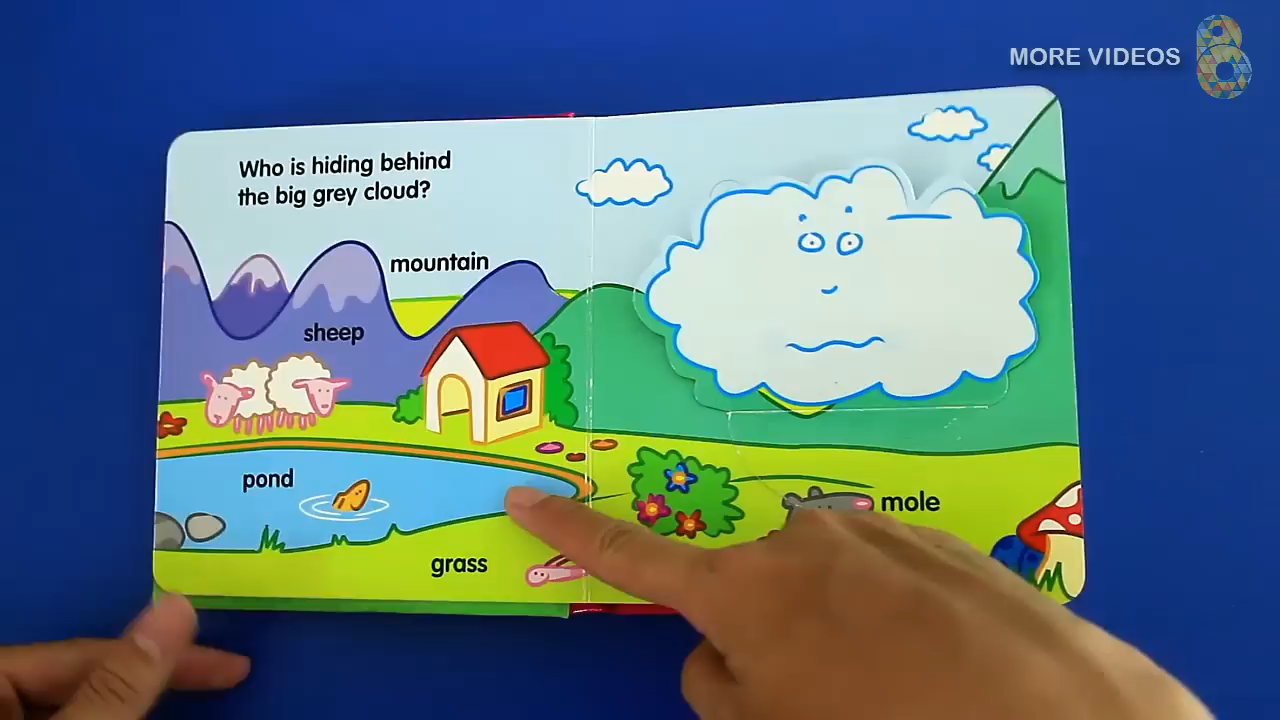 MORE VIDEOS
Who is hiding behind
the big grey cloud?
mountain
sheep
pond
mole
grass